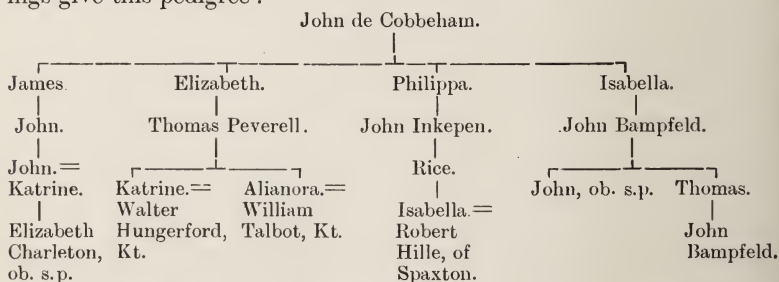 ings give this pedigree :
John de Cobbeham.
James. Elizabeth. Philippa. Isabella.
John. Thomas Peverell. John Inkepen. John Bampfeld.
John.= Rice. John, ob. s.p. Thomas.
Katrine. Katrine.= Alianora.=
Walter William Isabella.= John
Elizabeth Hungerford, Talbot, Kt. Robert Bampfeld.
Charleton, Kt. Hille, of
ob. s.p. Spaxton.